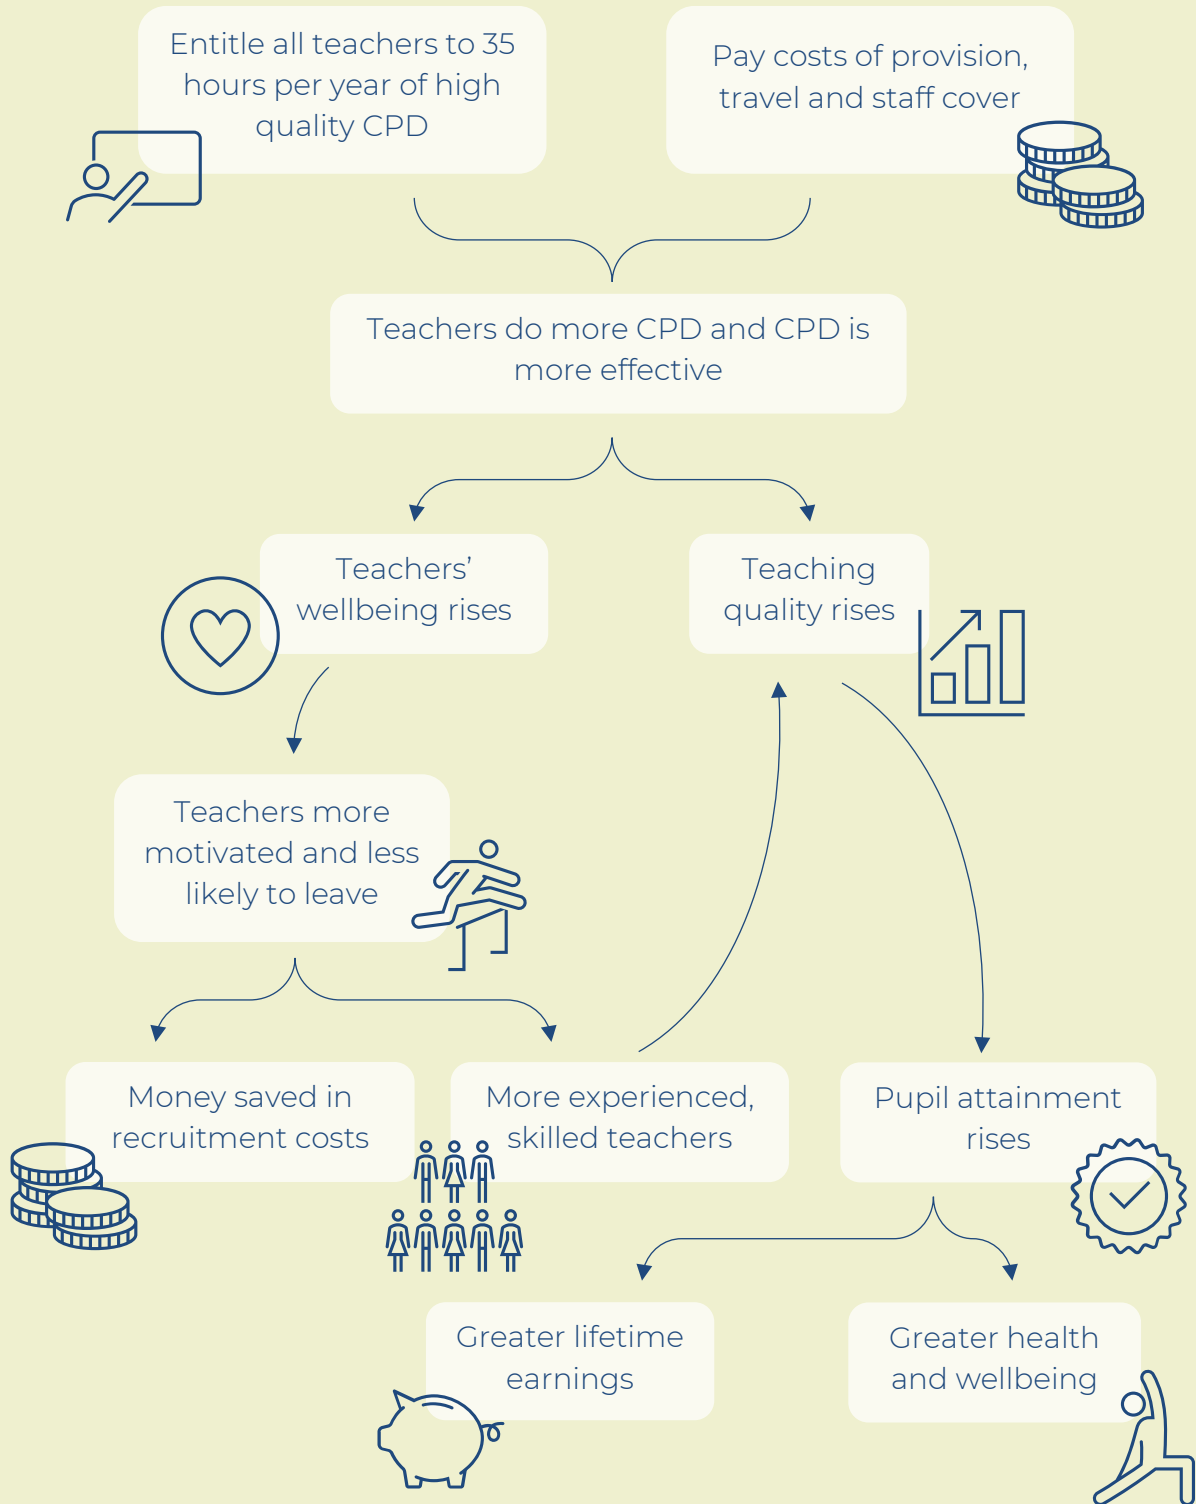 Entitle all teachers to 35
hours per year of high
quality CPD
Pay costs of provision,
travel and staff cover
Teachers do more CPD and CPD is
more effective
Teachers’
wellbeing rises
Teaching
quality rises
Teachers more
motivated and less
likely to leave
Money saved in
recruitment costs
More experienced,
skilled teachers
Pupil attainment
rises
Greater lifetime
earnings
Greater health
and wellbeing